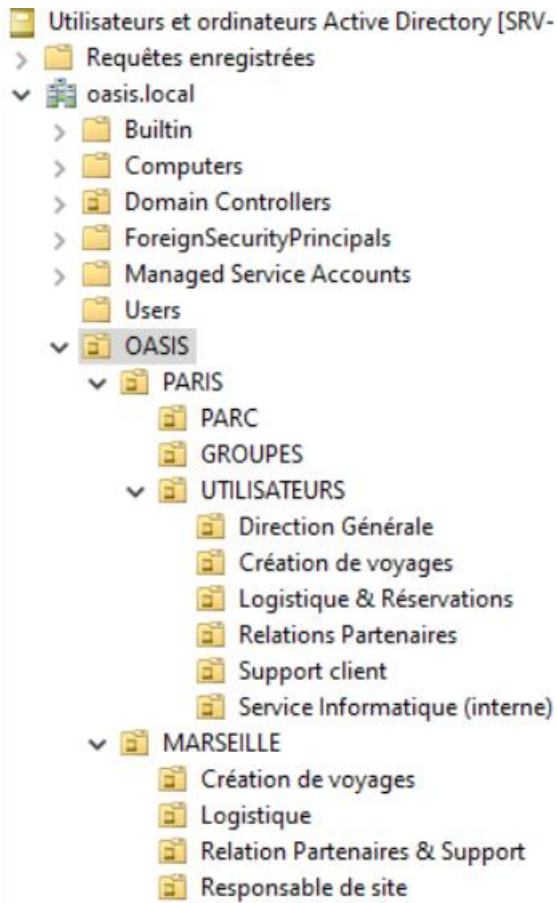 Utilisateurs et ordinateurs Active Directory [SRV-
Requêtes enregistrées
oasis.local
Builtin
Computers
Domain Controllers
ForeignSecurityPrincipals
Managed Service Accounts
Users
OASIS
PARIS
PARC
GROUPES
UTILISATEURS
Direction Générale
Création de voyages
Logistique & Réservations
Relations Partenaires
Support client
Service Informatique (interne)
MARSEILLE
Création de voyages
Logistique
Relation Partenaires & Support
Responsable de site